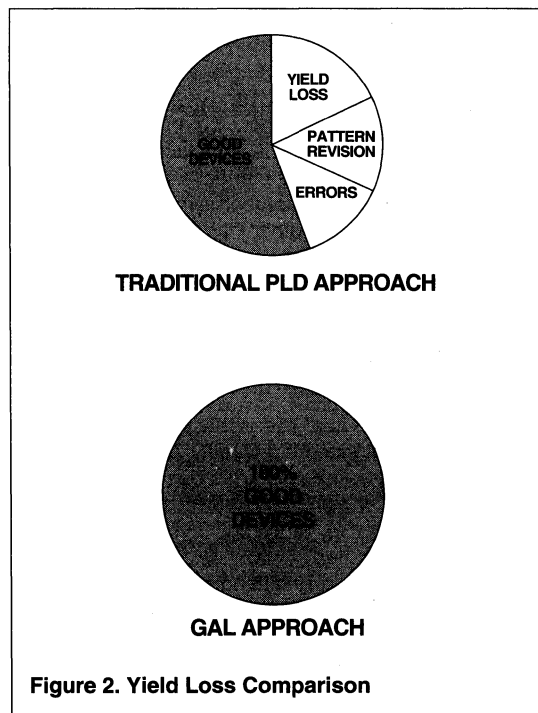 YIELD
LOSS
GOOD
DEVICES
PATTERN
REVISION
ERRORS
TRADITIONAL PLD APPROACH
100%
GOOD
DEVICES
GAL APPROACH
Figure 2. Yield Loss Comparison